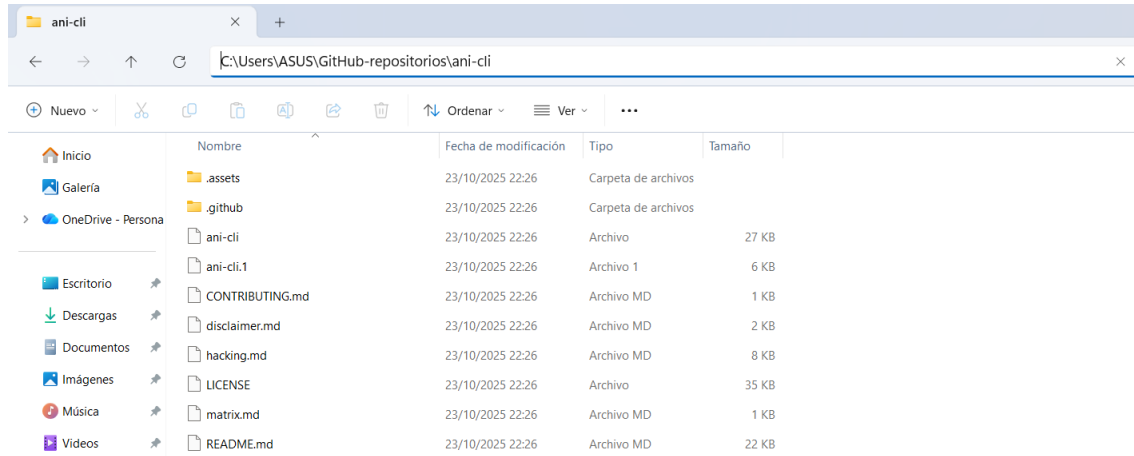 ani-cli
C:\Users\ASUS\GitHub-repositorios\ani-cli
Nuevo
Ordenar
Ver
Inicio
Galería
OneDrive - Persona
Escritorio
Descargas
Documentos
Imágenes
Música
Videos
Nombre Fecha de modificación Tipo Tamaño
.assets 23/10/2025 22:26 Carpeta de archivos
.github 23/10/2025 22:26 Carpeta de archivos
ani-cli 23/10/2025 22:26 Archivo 27 KB
ani-cli.1 23/10/2025 22:26 Archivo 1 6 KB
CONTRIBUTING.md 23/10/2025 22:26 Archivo MD 1 KB
disclaimer.md 23/10/2025 22:26 Archivo MD 2 KB
hacking.md 23/10/2025 22:26 Archivo MD 8 KB
LICENSE 23/10/2025 22:26 Archivo 35 KB
matrix.md 23/10/2025 22:26 Archivo MD 1 KB
README.md 23/10/2025 22:26 Archivo MD 22 KB